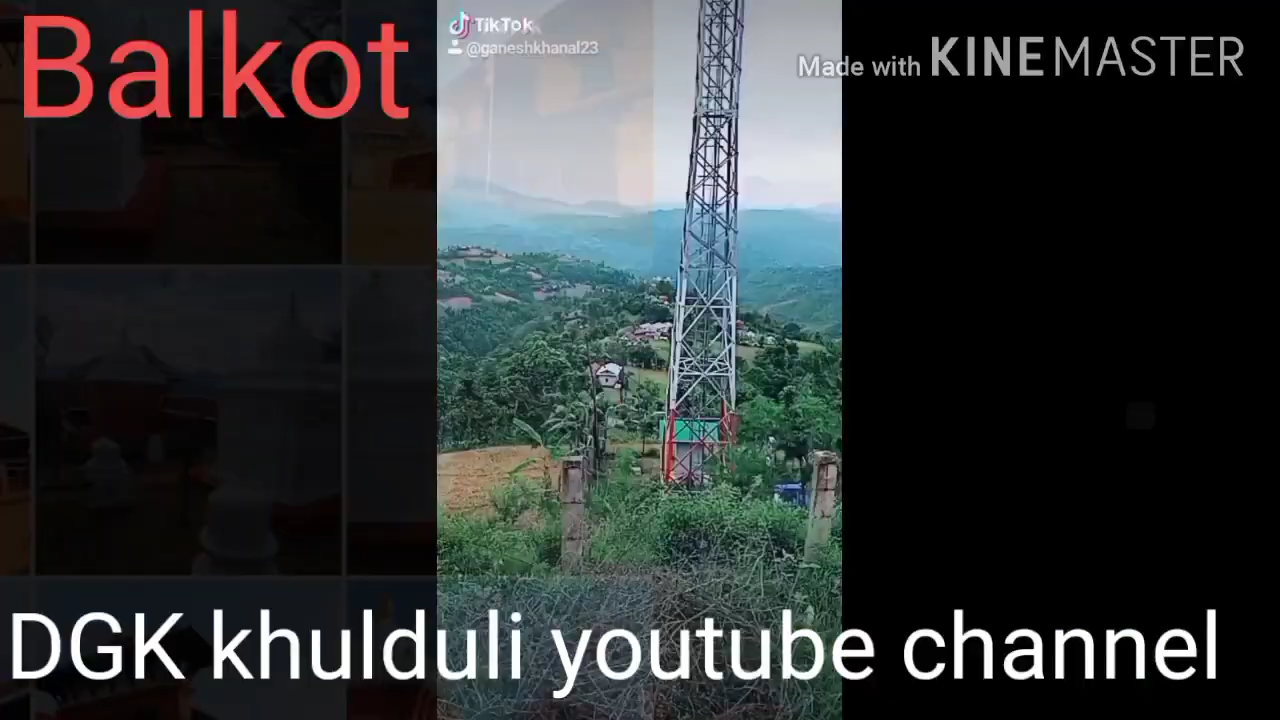 Balkot
TikTok
@ganeshkhanal23
Made with KINEMASTER
DGK khulduli youtube channel